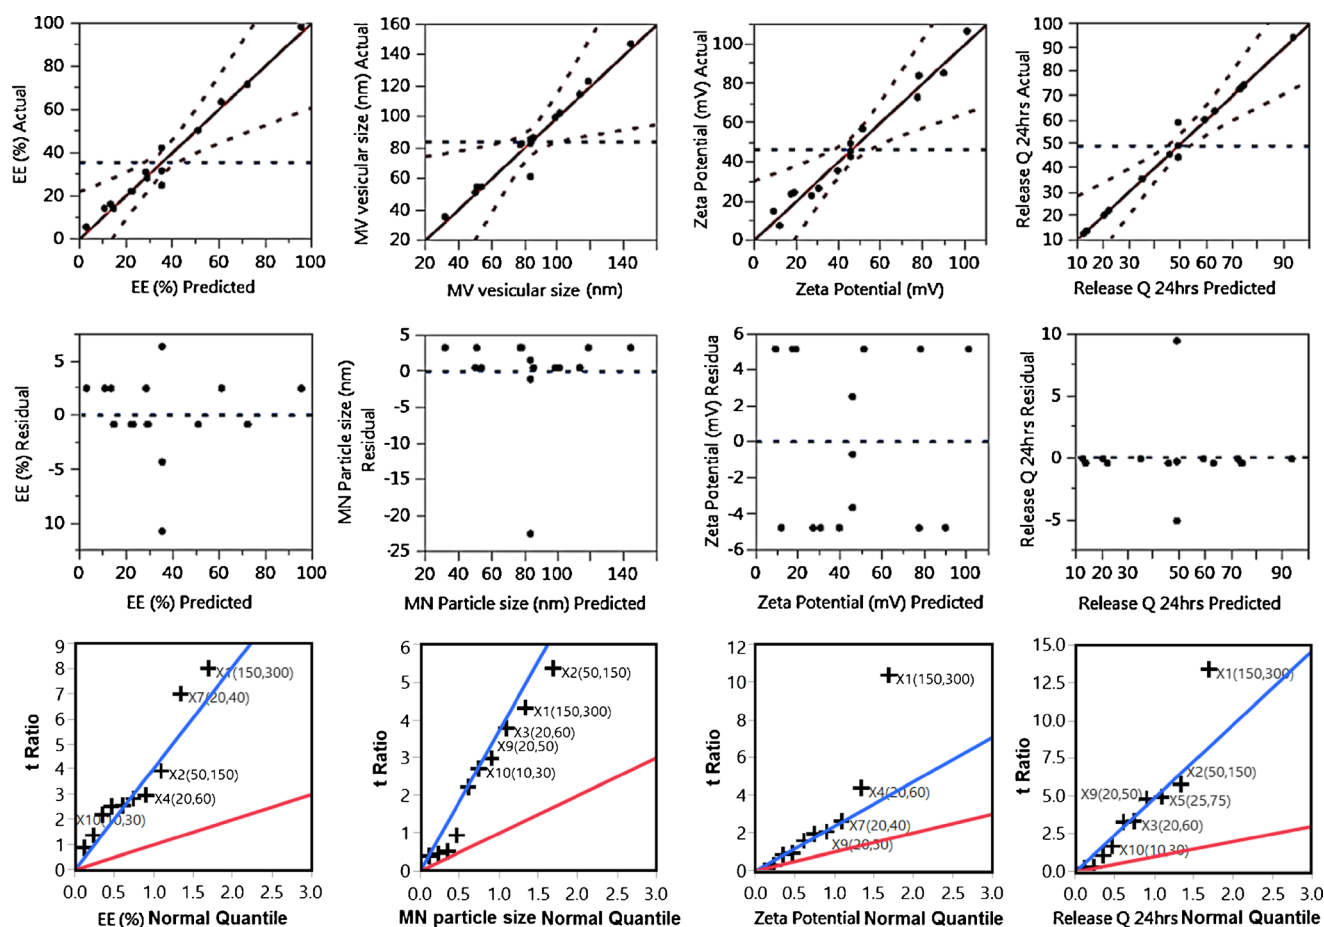 EE (%) Actual
100
80
60
40
20
0
0 20 40 60 80 100
EE (%) Predicted
MV vesicular size (nm) Actual
160
140
120
100
80
60
40
20
20 40 60 80 100 140
MV vesicular size (nm)
Zeta Potential (mV) Actual
100
80
60
40
20
0
0 20 40 60 80 100
Zeta Potential (mV)
Release Q 24hrs Actual
100
90
80
70
60
50
40
30
20
10
10 20 30 50 60 70 90
Release Q 24hrs Predicted
EE (%) Residual
5
0
-5
10
0 20 40 60 80 100
EE (%) Predicted
MN Particle size (nm)
Residual
5
0
-5
-10
-15
-20
-25
20 40 60 80 100 140
MN Particle size (nm) Predicted
Zeta Potential (mV) Residua
6
4
2
0
-2
-4
-6
0 20 40 60 80 100
Zeta Potential (mV) Predicted
Release Q 24hrs Residual
10
5
0
-5
10 20 30 50 60 70 90
Release Q 24hrs Predicted
t Ratio
9
8
7
6
5
4
3
2
1
0
X1(150,300)
X7(20,40)
X2(50,150)
X4(20,60)
X10(10,30)
0.0 0.5 1.0 1.5 2.0 2.5 3.0
EE (%) Normal Quantile
t Ratio
6
5
4
3
2
1
0
X2(50,150)
X1(150,300)
X3(20,60)
X9(20,50)
X10(10,30)
0.0 0.5 1.0 1.5 2.0 2.5 3.0
MN particle size Normal Quantile
t Ratio
12
10
8
6
4
2
0
X1(150,300)
X4(20,60)
X7(20,40)
X9(20,50)
0.0 0.5 1.0 1.5 2.0 2.5 3.0
Zeta Potential Normal Quantile
t Ratio
15.0
12.5
10.0
7.5
5.0
2.5
0.0
X1(150,300)
X2(50,150)
X9(20,50)
X5(25,75)
X3(20,60)
X10(10,30)
0.0 0.5 1.0 1.5 2.0 2.5 3.0
Release Q 24hrs Normal Quantile